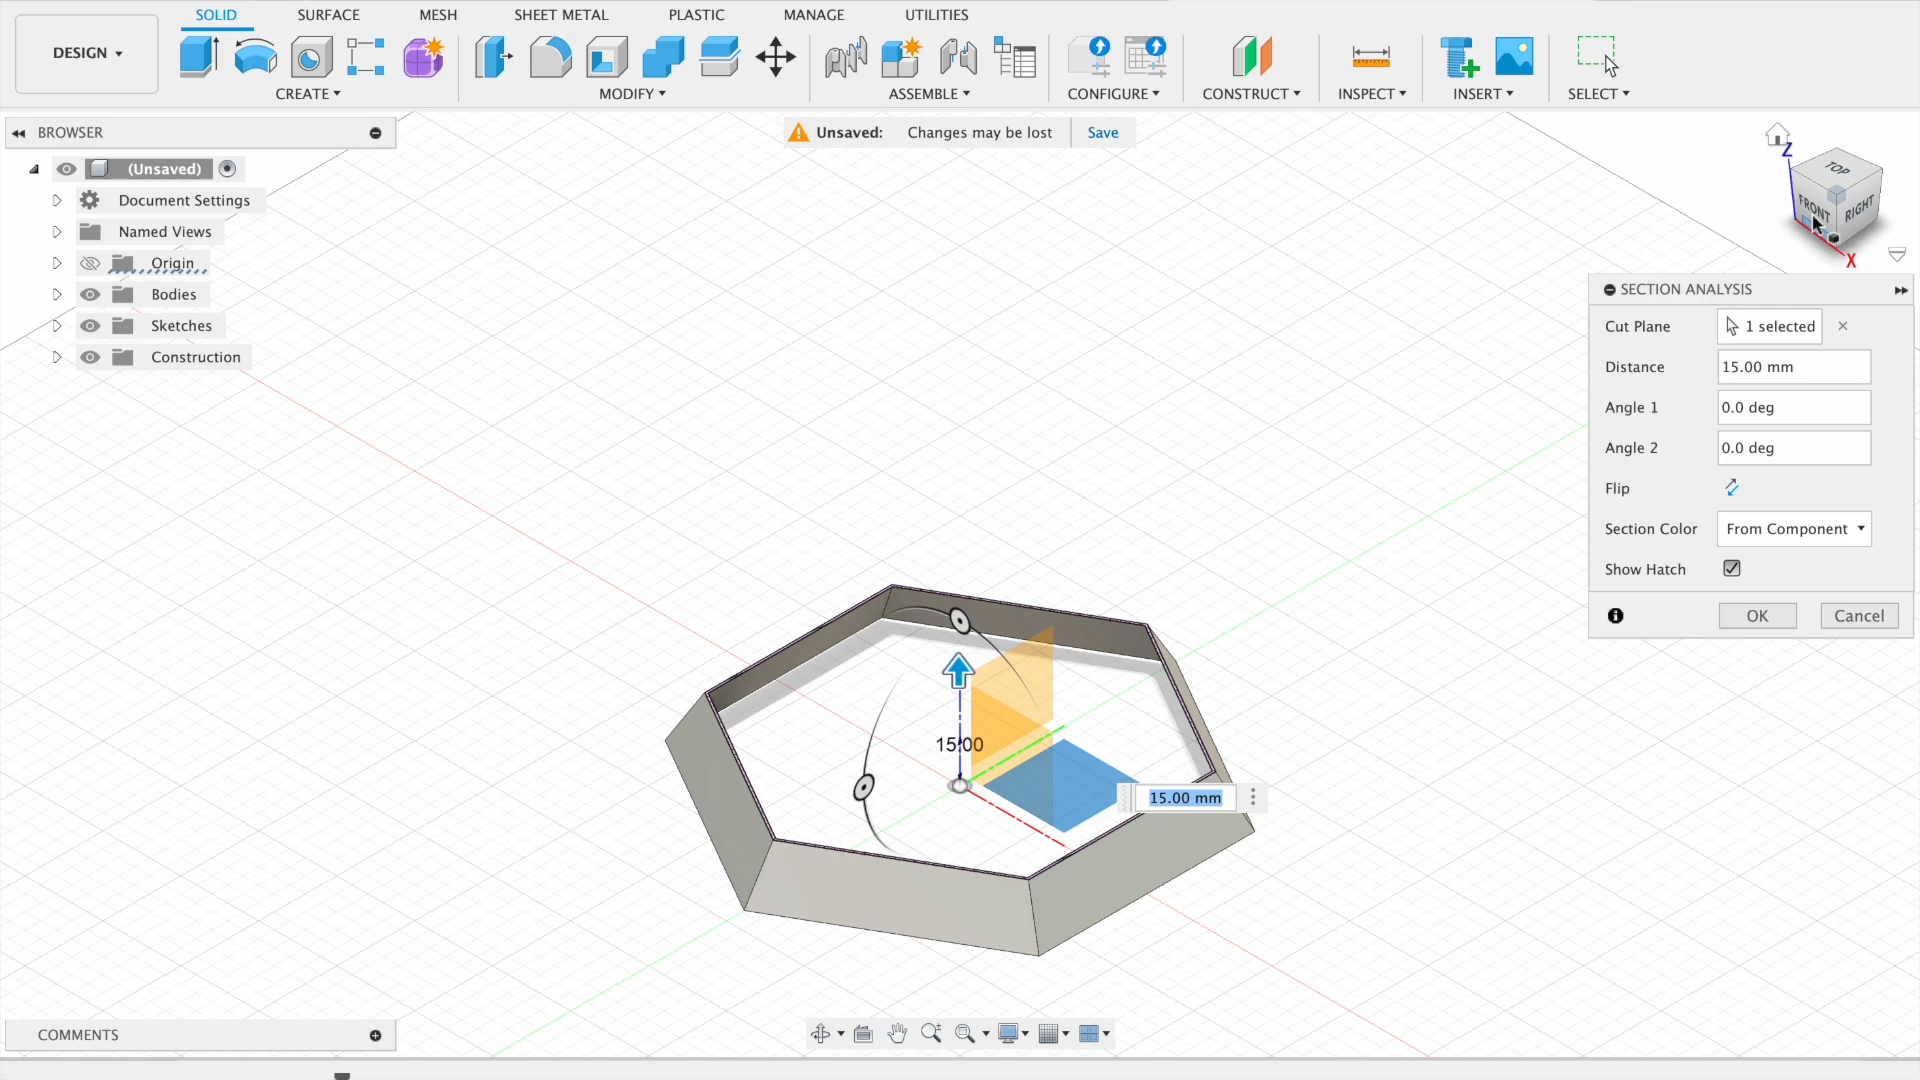 SOLID SURFACE MESH SHEET METAL PLASTIC MANAGE UTILITIES
DESIGN
CREATE MODIFY ASSEMBLE CONFIGURE CONSTRUCT INSPECT INSERT SELECT
BROWSER
Unsaved: Changes may be lost Save
(Unsaved)
Document Settings
Named Views
Origin
Bodies
Sketches
Construction
Z
TOP
FRONT RIGHT
X
SECTION ANALYSIS
Cut Plane 1 selected
Distance 15.00 mm
Angle 1 0.0 deg
Angle 2 0.0 deg
Flip
Section Color From Component
Show Hatch
OK Cancel
15.00
15.00 mm
COMMENTS